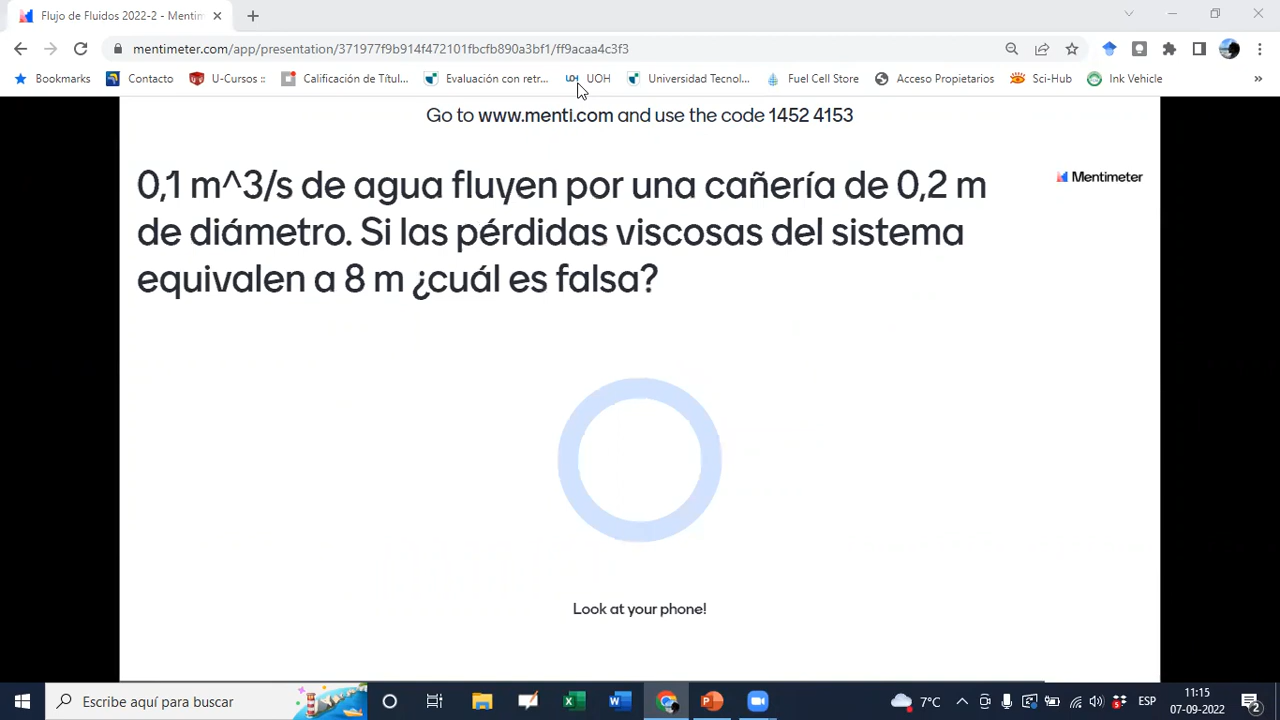 Flujo de Fluidos 2022-2 - Mentim
mentimeter.com/app/presentation/371977f9b914f472101fbcfb890a3bf1/ff9acaa4c3f3
Bookmarks Contacto U-Cursos :: Calificación de Títul... Evaluación con retr... UOH Universidad Tecnol... Fuel Cell Store Acceso Propietarios Sci-Hub Ink Vehicle »
Go to www.menti.com and use the code 1452 4153
Mentimeter
0,1 m^3/s de agua fluyen por una cañería de 0,2 m
de diámetro. Si las pérdidas viscosas del sistema
equivalen a 8 m ¿cuál es falsa?
Look at your phone!
Escribe aquí para buscar
7°C
ESP
11:15
07-09-2022
2